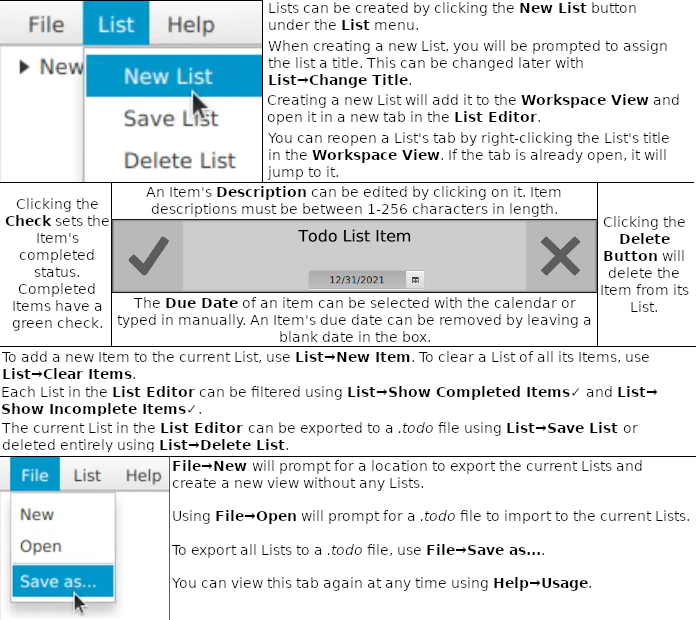 File List Help
New
New List
Save List
Delete List
Lists can be created by clicking the New List button
under the List menu.
When creating a new List, you will be prompted to assign
the list a title. This can be changed later with
List→Change Title.
Creating a new List will add it to the Workspace View and
open it in a new tab in the List Editor.
You can reopen a List's tab by right-clicking the List's title
in the Workspace View. If the tab is already open, it will
jump to it.
Clicking the
Check sets the
Item's
completed
status.
Completed
Items have a
green check.
An Item's Description can be edited by clicking on it. Item
descriptions must be between 1-256 characters in length.
Todo List Item
12/31/2021
The Due Date of an item can be selected with the calendar or
typed in manually. An Item's due date can be removed by leaving a
blank date in the box.
Clicking the
Delete
Button will
delete the
Item from its
List.
To add a new Item to the current List, use List→New Item. To clear a List of all its Items, use
List→Clear Items.
Each List in the List Editor can be filtered using List→Show Completed Items✓ and List→
Show Incomplete Items✓.
The current List in the List Editor can be exported to a .todo file using List→Save List or
deleted entirely using List→Delete List.
File List Help
New
Open
Save as...
File→New will prompt for a location to export the current Lists and
create a new view without any Lists.
Using File→Open will prompt for a .todo file to import to the current Lists.
To export all Lists to a .todo file, use File→Save as....
You can view this tab again at any time using Help→Usage.